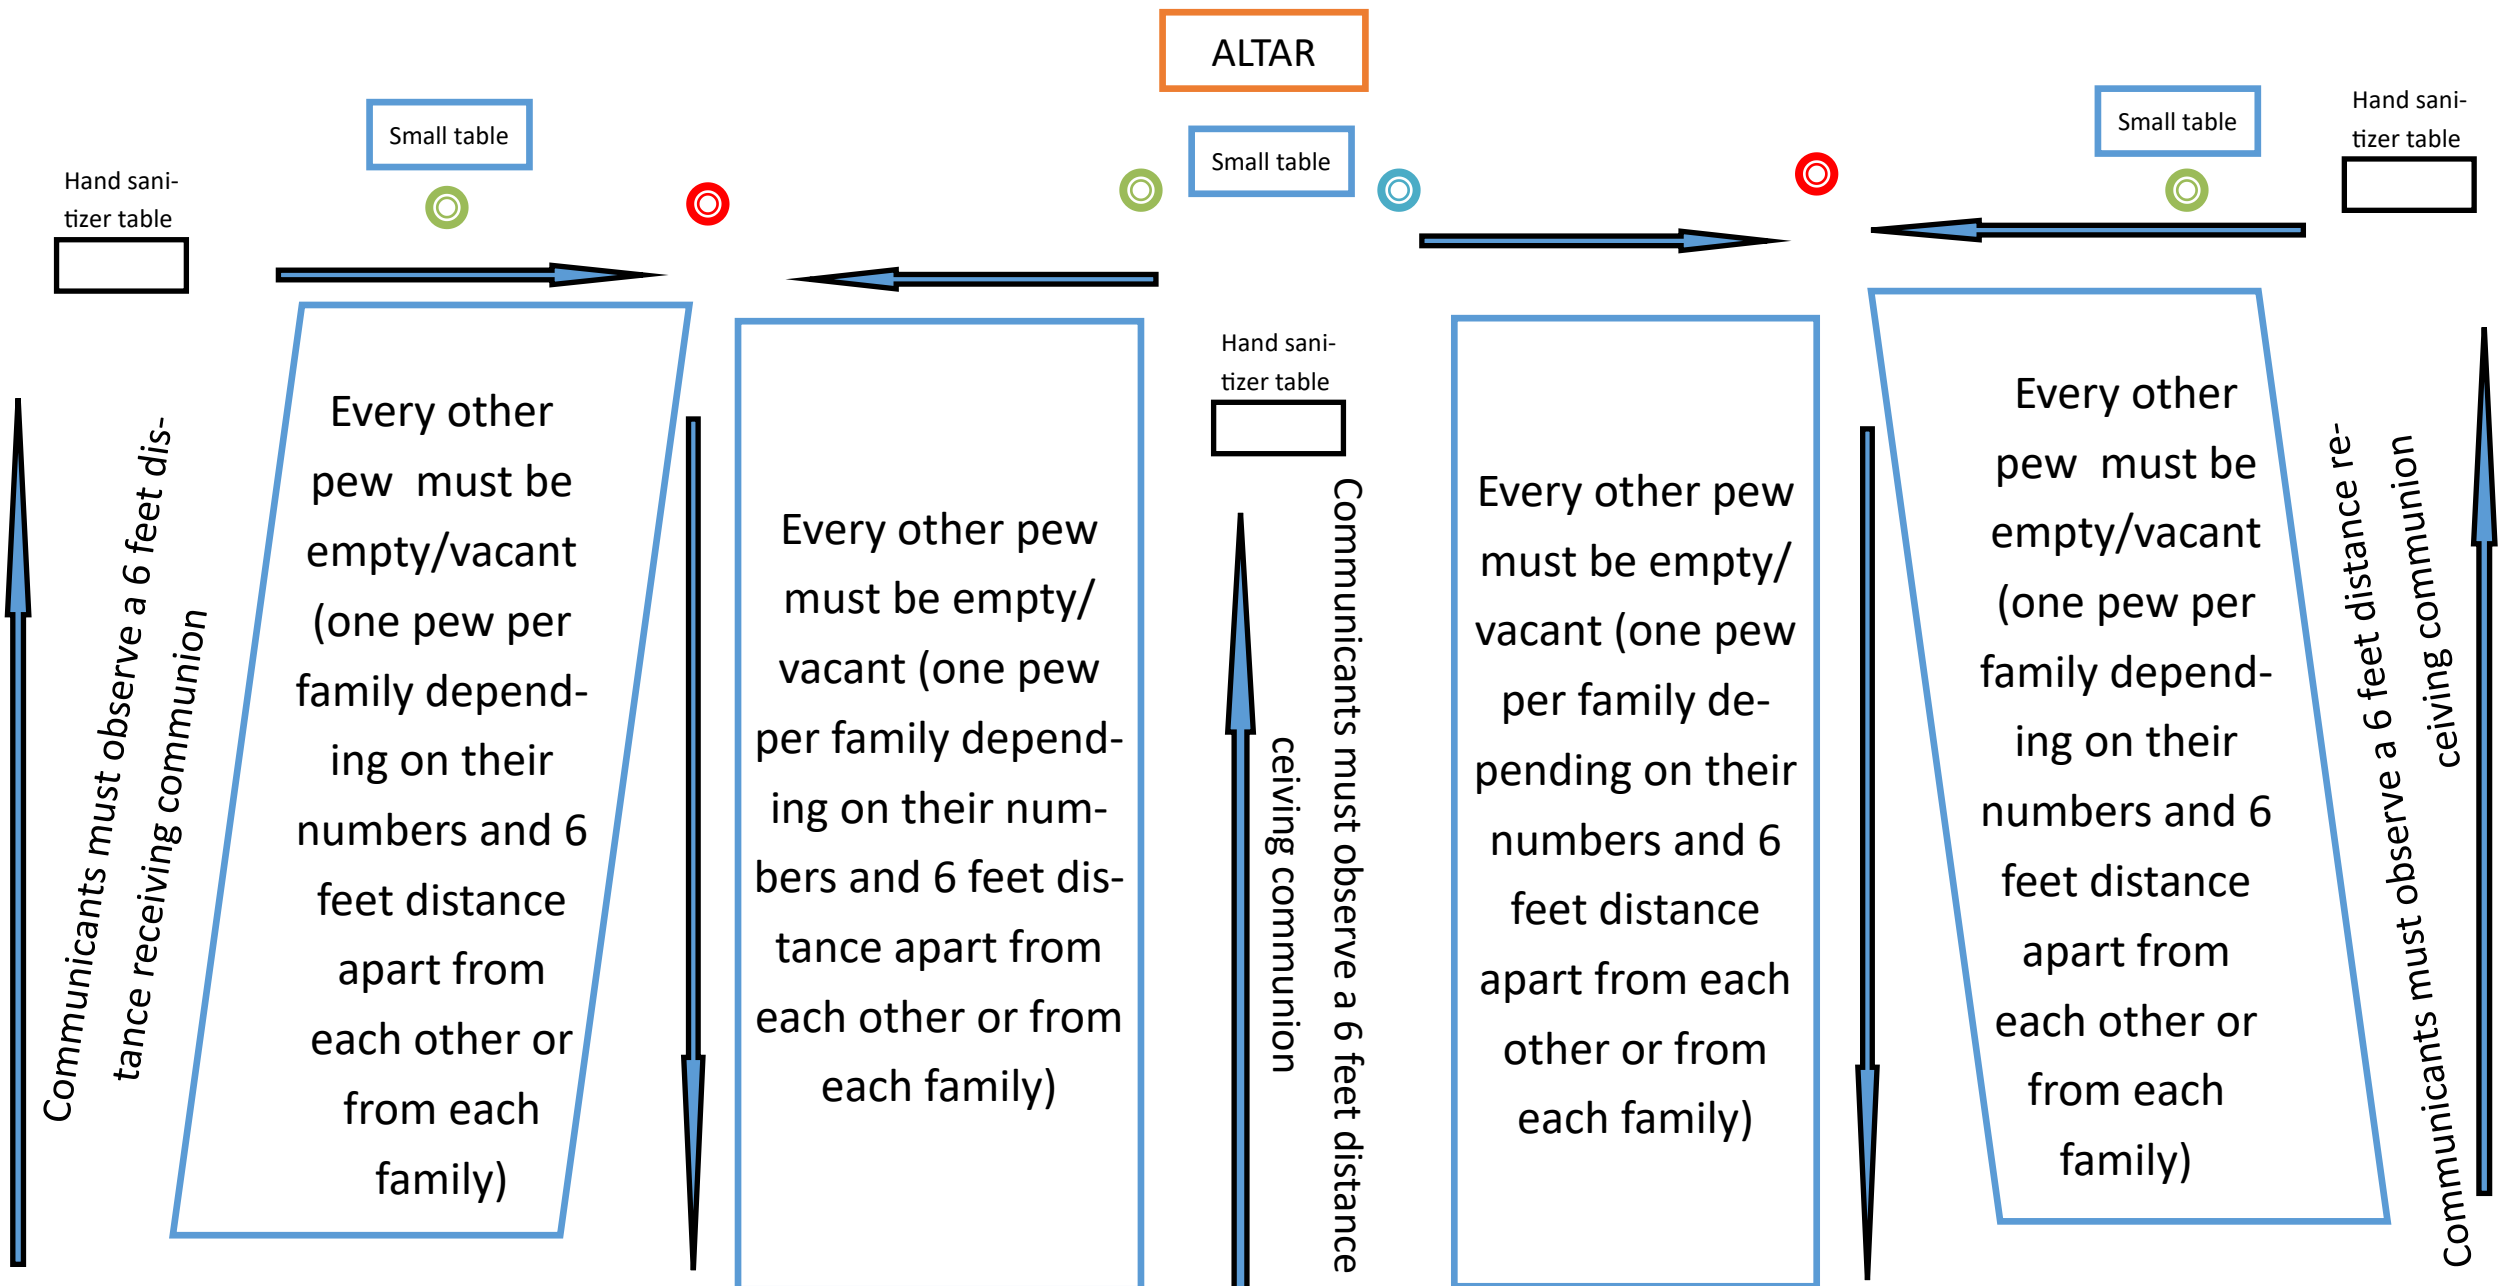 ALTAR
Small table
Small table
Small table
Hand sani-
tizer table
Hand sani-
tizer table
Hand sani-
tizer table
Communicants must observe a 6 feet dis-
tance receiving communion
Every other
pew  must be
empty/vacant
(one pew per
family depend-
ing on their
numbers and 6
feet distance
apart from
each other or
from each
family)
Every other pew
must be empty/
vacant (one pew
per family depend-
ing on their num-
bers and 6 feet dis-
tance apart from
each other or from
each family)
Communicants must observe a 6 feet distance
ceiving communion
Every other pew
must be empty/
vacant (one pew
per family de-
pending on their
numbers and 6
feet distance
apart from each
other or from
each family)
Every other
pew  must be
empty/vacant
(one pew per
family depend-
ing on their
numbers and 6
feet distance
apart from
each other or
from each
family)
Communicants must observe a 6 feet distance re-
ceiving communion